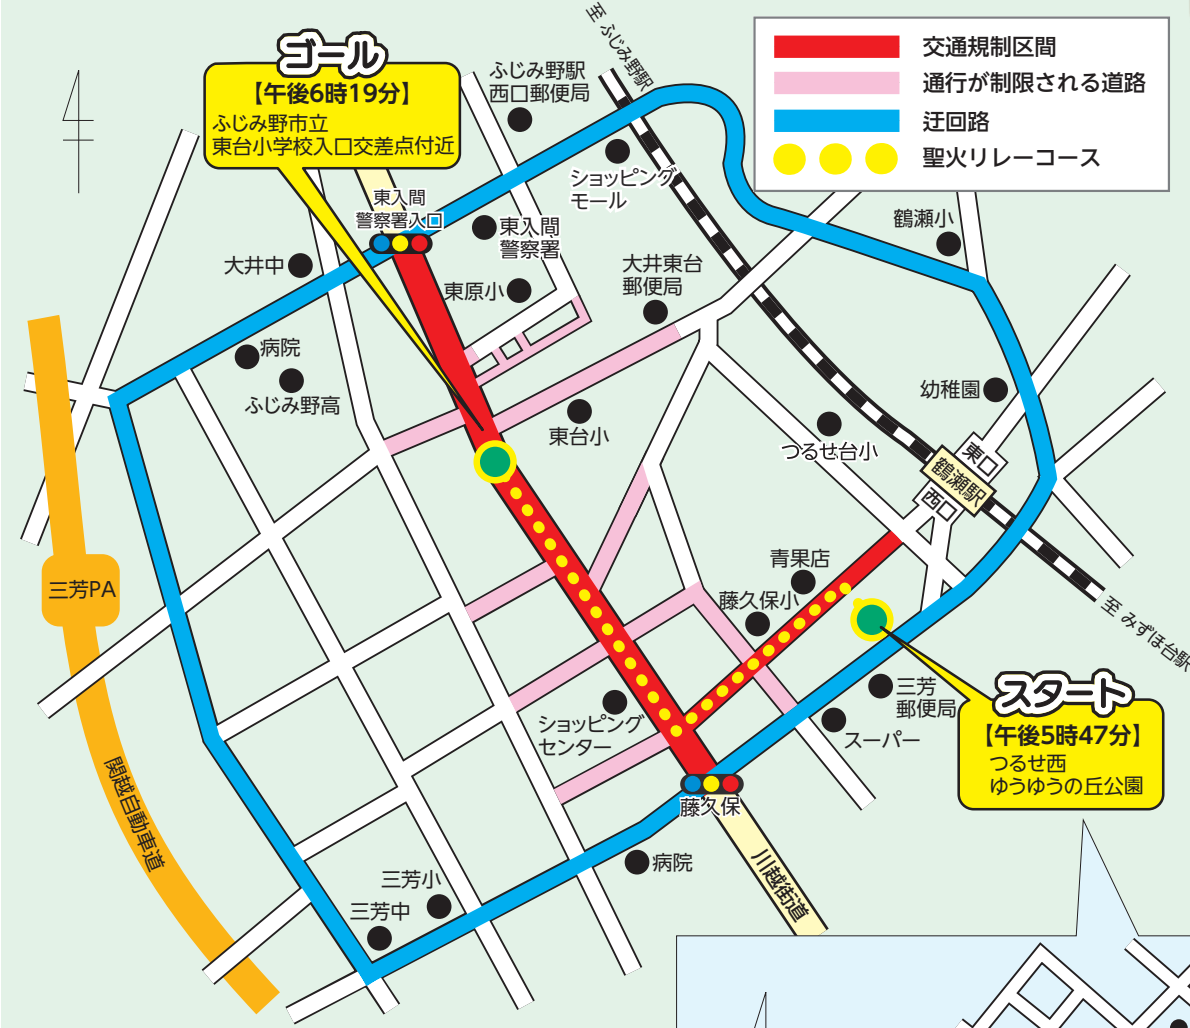 至 ふじみ野駅
交通規制区間
通行が制限される道路
迂回路
聖火リレーコース
ゴール
【午後6時19分】
ふじみ野市立
東台小学校入口交差点付近
ふじみ野駅
西口郵便局
ショッピング
モール
東入間
警察署入口
東入間
警察署
鶴瀬小
大井中
東原小
大井東台
郵便局
病院
ふじみ野高
東台小
幼稚園
つるせ台小
東口
鶴瀬駅
西口
三芳PA
青果店
藤久保小
至 みずほ台駅
スタート
【午後5時47分】
つるせ西
ゆうゆうの丘公園
三芳
郵便局
スーパー
ショッピング
センター
関越自動車道
藤久保
川越街道
病院
三芳小
三芳中